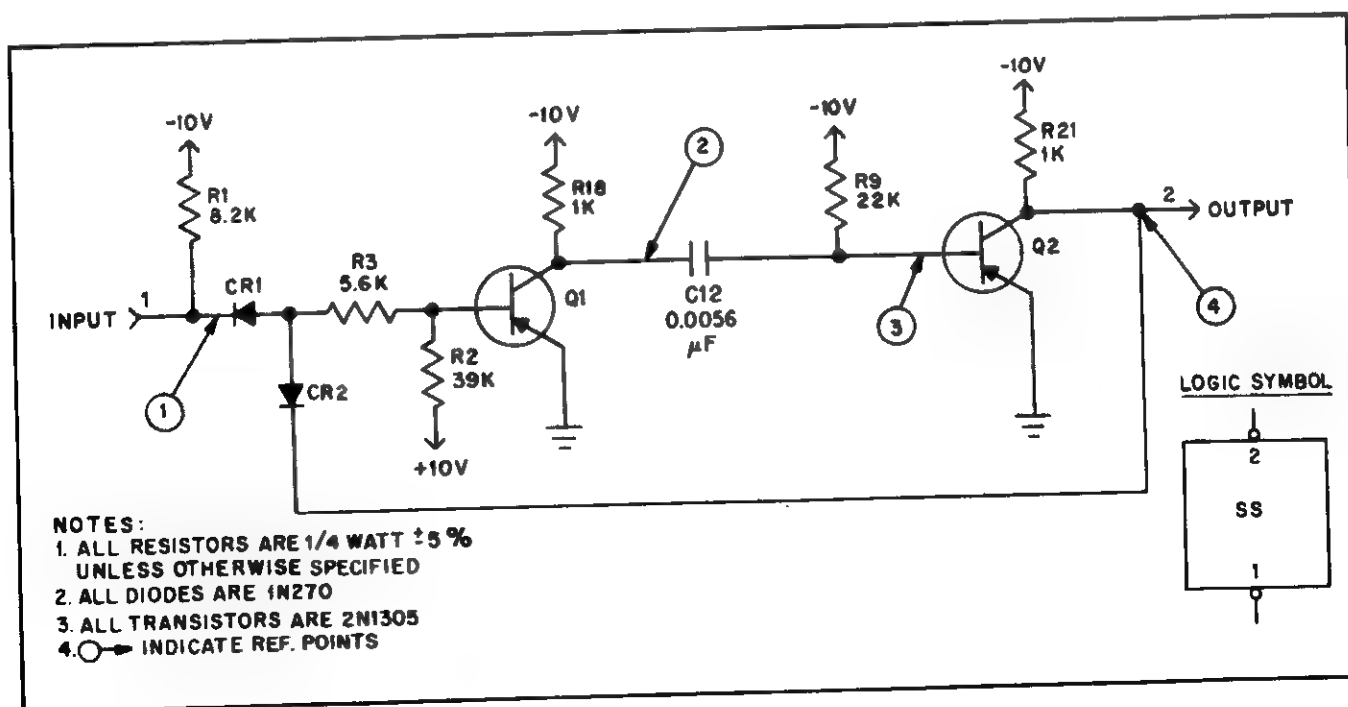 -10V
R1
8.2K
INPUT
1
CR1
1
R3
5.6K
CR2
R2
39K
+10V
-10V
R18
1K
Q1
2
C12
0.0056
µF
-10V
R9
22K
3
-10V
R21
1K
Q2
2
OUTPUT
4
LOGIC SYMBOL
2
SS
1
NOTES:
1. ALL RESISTORS ARE 1/4 WATT ±5%
UNLESS OTHERWISE SPECIFIED
2. ALL DIODES ARE 1N270
3. ALL TRANSISTORS ARE 2N1305
4. INDICATE REF. POINTS